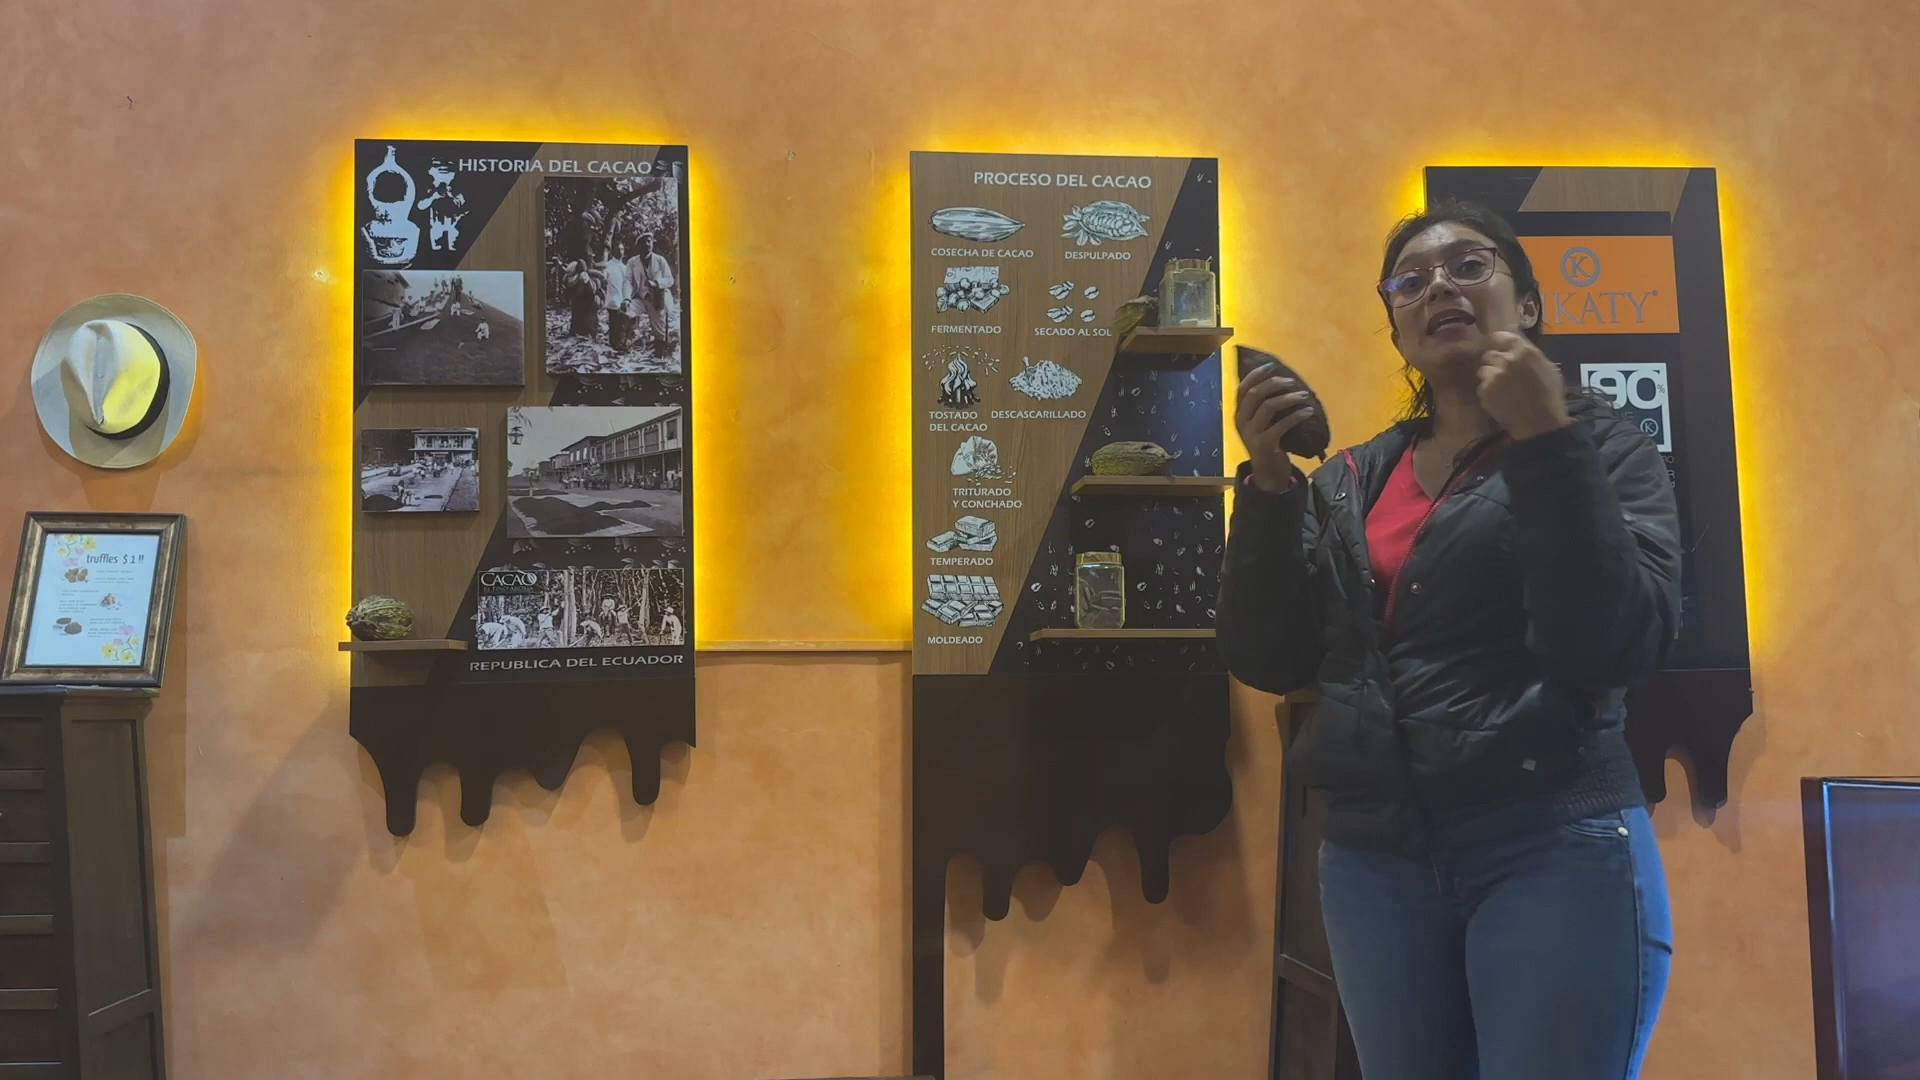 HISTORIA DEL CACAO
CACAO
REPUBLICA DEL ECUADOR
PROCESO DEL CACAO
COSECHA DE CACAO
DESPULPADO
FERMENTADO
SECADO AL SOL
TOSTADO
DEL CACAO
DESCASCARILLADO
TRITURADO
Y CONCHADO
TEMPERADO
MOLDEADO
K
IKATY®
90%
K
truffles $1!!